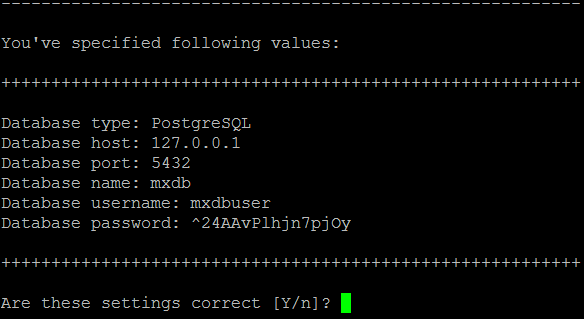 ----------------------------------------------------------
You've specified following values:
++++++++++++++++++++++++++++++++++++++++++++++++++++++++++
Database type: PostgreSQL
Database host: 127.0.0.1
Database port: 5432
Database name: mxdb
Database username: mxdbuser
Database password: ^24AAvPlhjn7pjOy
++++++++++++++++++++++++++++++++++++++++++++++++++++++++++
Are these settings correct [Y/n]?